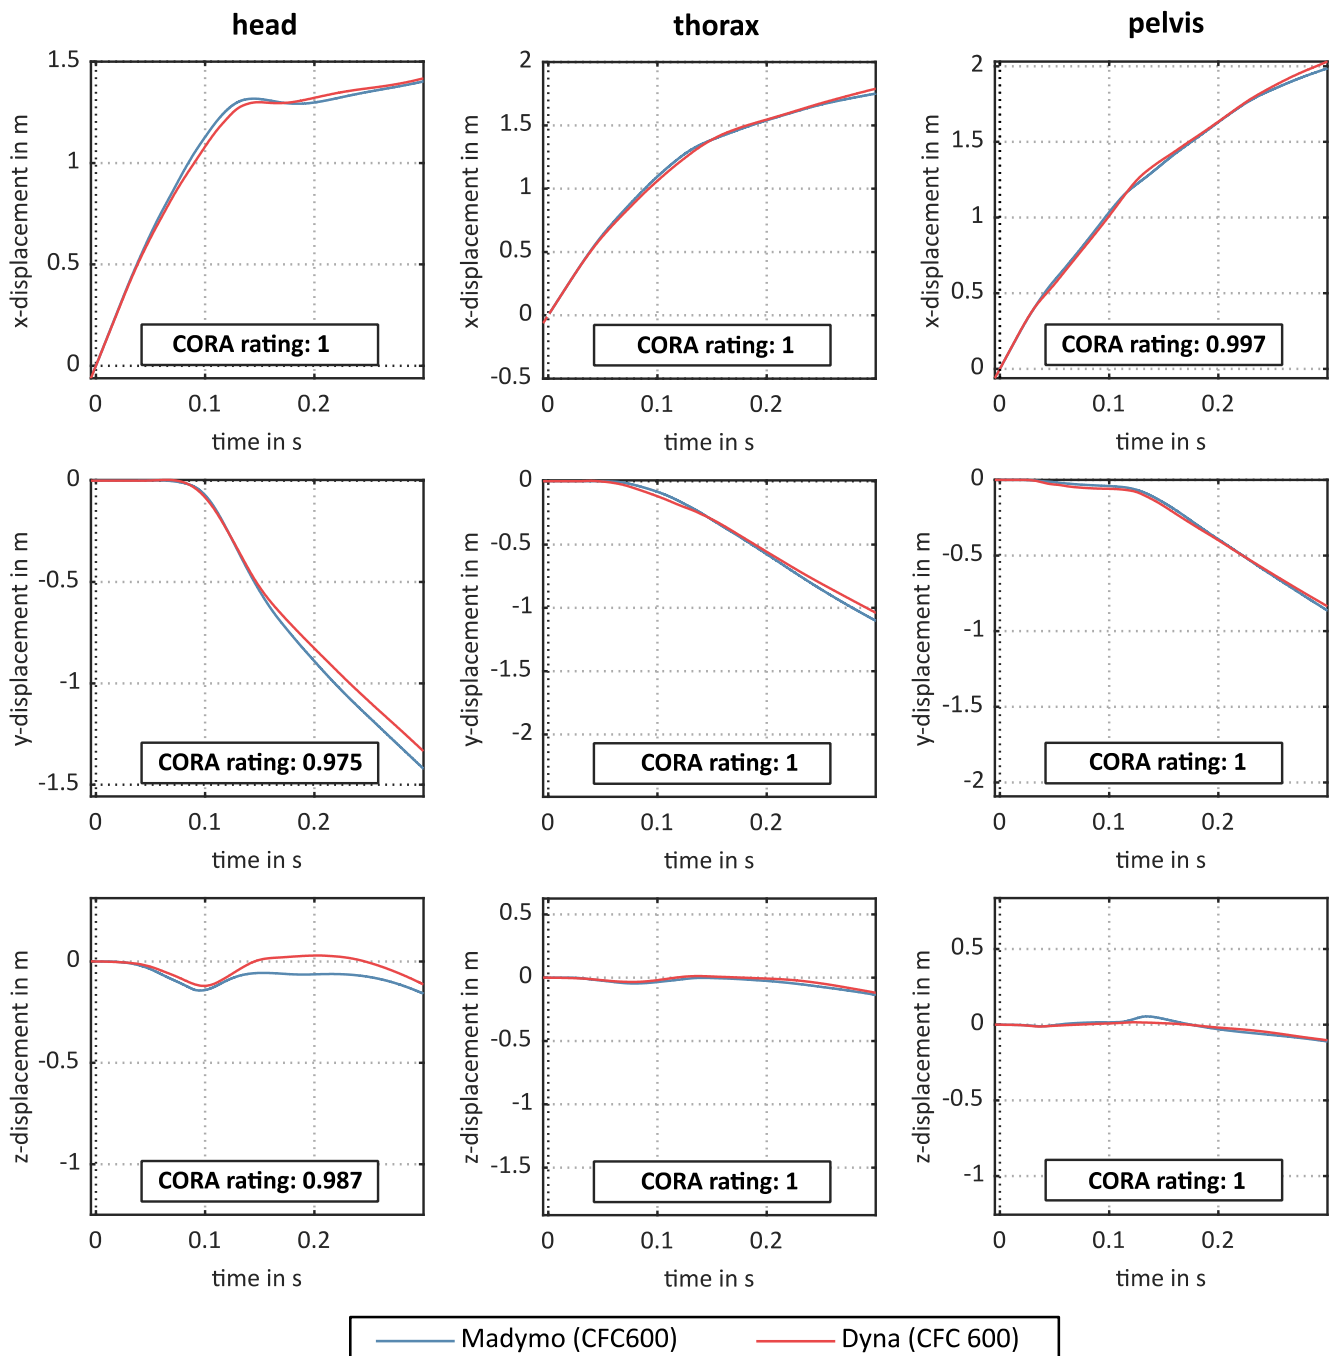 head
thorax
pelvis
x-displacement in m
1.5
1
0.5
0
CORA rating: 1
0
0.1
0.2
time in s
x-displacement in m
2
1.5
1
0.5
0
-0.5
CORA rating: 1
0
0.1
0.2
time in s
x-displacement in m
2
1.5
1
0.5
0
CORA rating: 0.997
0
0.1
0.2
time in s
y-displacement in m
0
-0.5
-1
-1.5
CORA rating: 0.975
0
0.1
0.2
time in s
y-displacement in m
0
-0.5
-1
-1.5
-2
CORA rating: 1
0
0.1
0.2
time in s
y-displacement in m
0
-0.5
-1
-1.5
-2
CORA rating: 1
0
0.1
0.2
time in s
z-displacement in m
0
-0.5
-1
CORA rating: 0.987
0
0.1
0.2
time in s
z-displacement in m
0.5
0
-0.5
-1
-1.5
CORA rating: 1
0
0.1
0.2
time in s
z-displacement in m
0.5
0
-0.5
-1
CORA rating: 1
0
0.1
0.2
time in s
Madymo (CFC600)
Dyna (CFC 600)